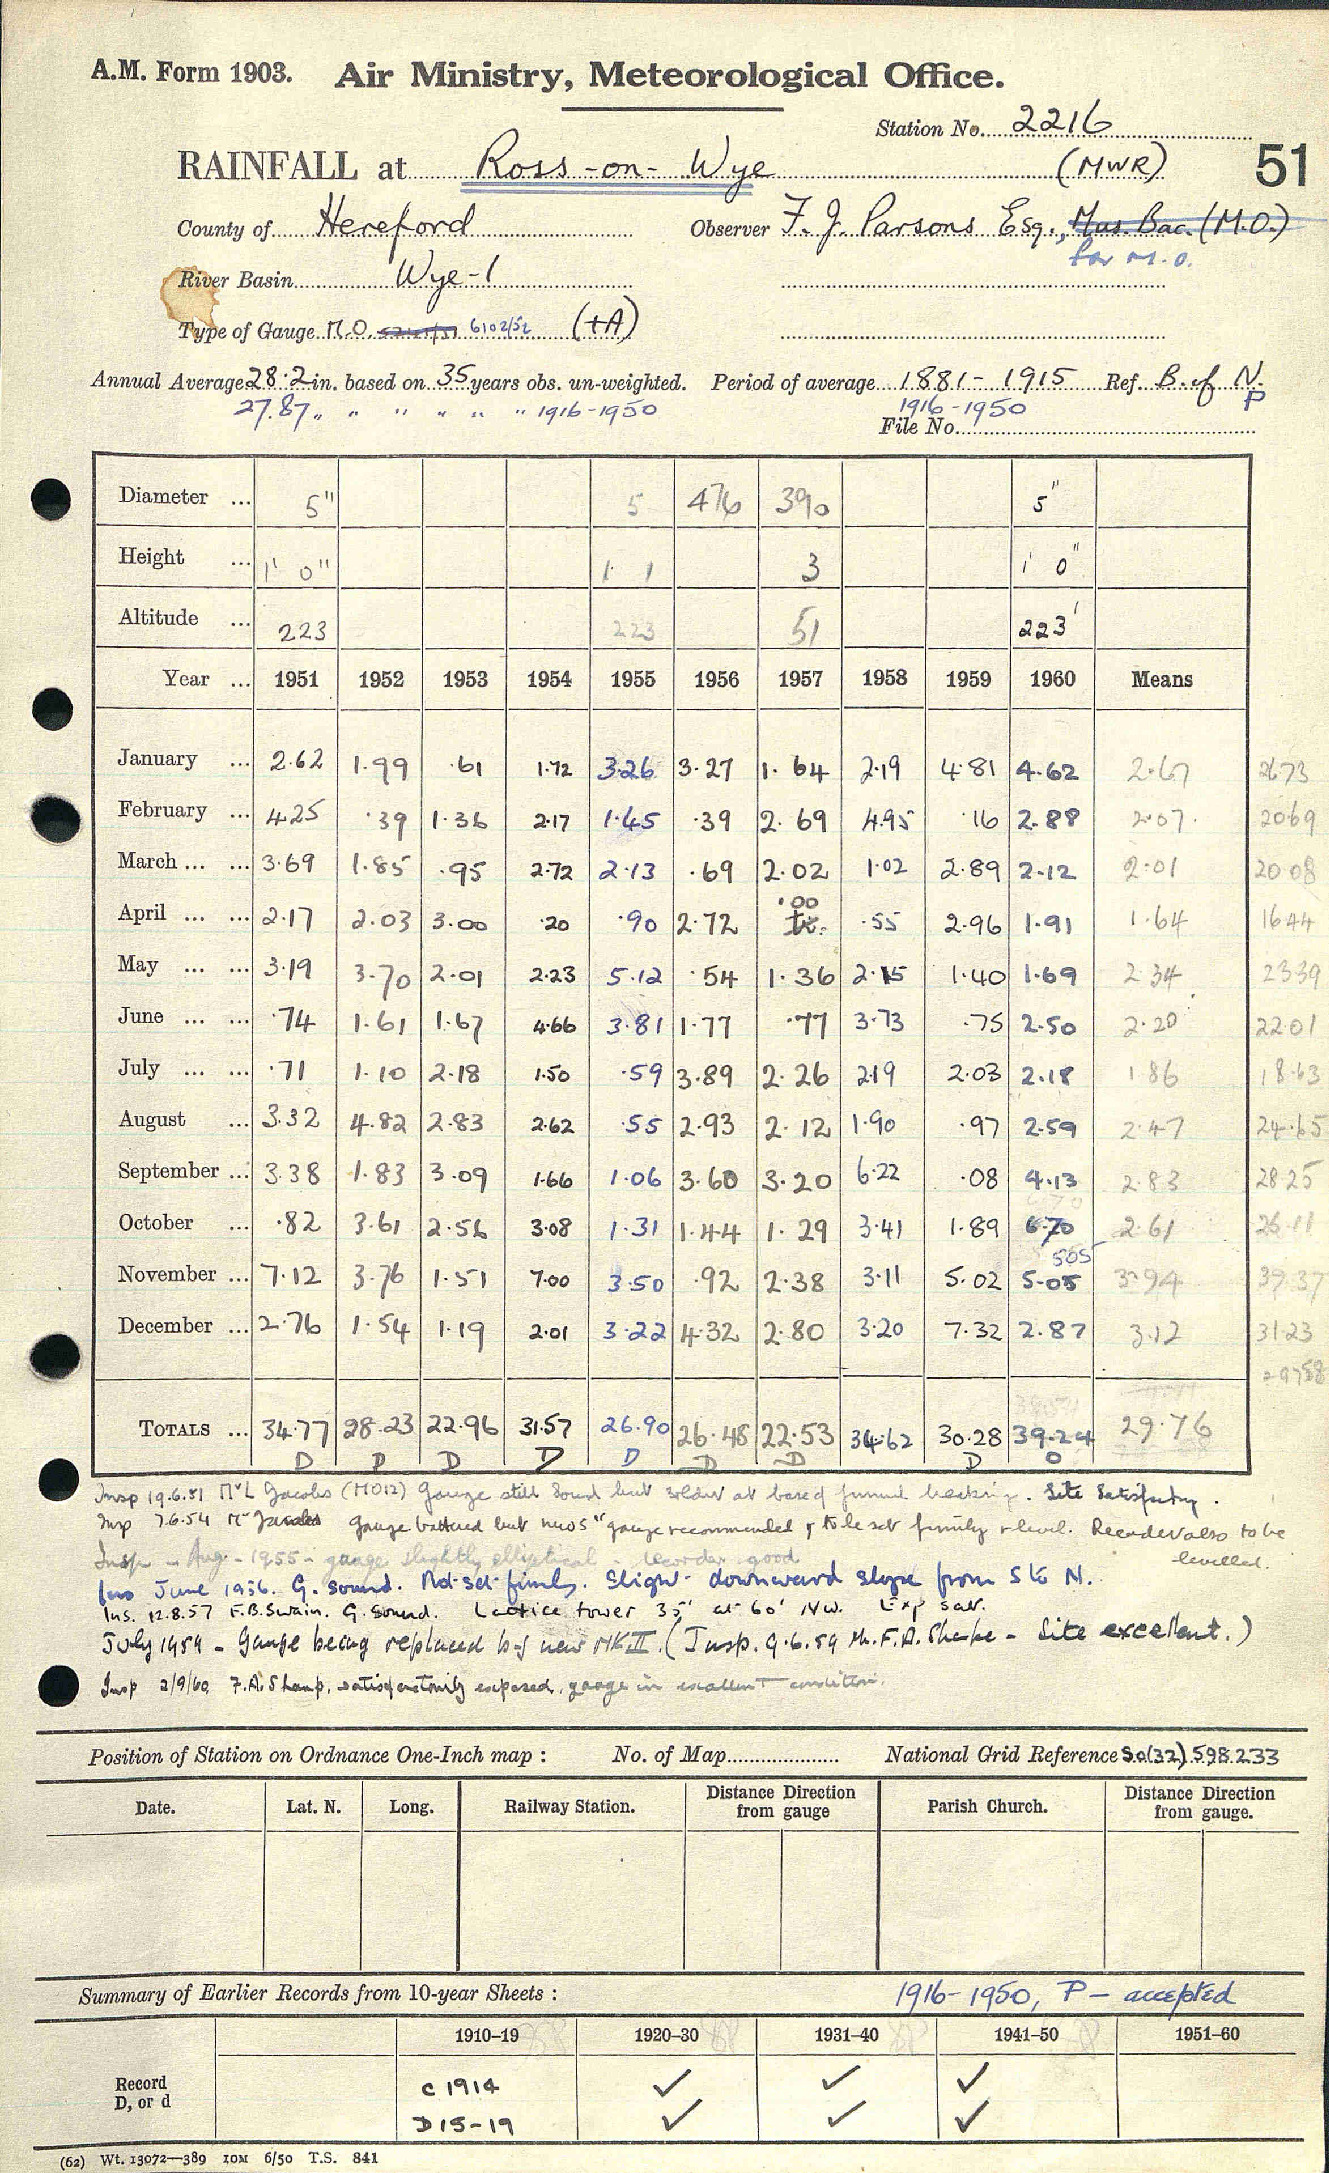 A.M. Form 1903. Air Ministry, Meteorological Office.
Station No. 2216
RAINFALL at Ross-on-Wye (MWR) 51
County of Hereford Observer F. J. Parsons Esq., Mus. Bac. (M.O.)
for M.O.
River Basin Wye-1
Type of Gauge M.O. 6102/52 (+A)
Annual Average 28.2 in. based on 35 years obs. un-weighted. Period of average 1881-1915 Ref. B. of N.
27.87 " " " " " " 1916-1950 1916-1950 P
File No.
Diameter ... 5" 5 476 390 5"
Height ... 1' 0" 1 1 3 1' 0"
Altitude ... 223 223 51 223'
Year ... 1951 1952 1953 1954 1955 1956 1957 1958 1959 1960 Means
January ... 2.62 1.99 .61 1.72 3.26 3.27 1.64 2.19 4.81 4.62 2.67 2673
February ... 4.25 .39 1.36 2.17 1.45 .39 2.69 4.95 .16 2.88 2.07 2069
March ... ... 3.69 1.85 .95 2.72 2.13 .69 2.02 1.02 2.89 2.12 2.01 20.08
.00
April ... ... 2.17 2.03 3.00 .20 .90 2.72 tr. .55 2.96 1.91 1.64 1644
May ... ... 3.19 3.70 2.01 2.23 5.12 .54 1.36 2.15 1.40 1.69 2.34 2339
June ... ... .74 1.61 1.67 4.66 3.81 1.77 .77 3.73 .75 2.50 2.20 2201
July ... ... .71 1.10 2.18 1.50 .59 3.89 2.26 2.19 2.03 2.18 1.86 18.63
August ... 3.32 4.82 2.83 2.62 .55 2.93 2.12 1.90 .97 2.59 2.47 24.65
September ... 3.38 1.83 3.09 1.66 1.06 3.60 3.20 6.22 .08 4.13 2.83 2825
October ... .82 3.61 2.56 3.08 1.31 1.44 1.29 3.41 1.89 6.70 2.61 26.11
505
November ... 7.12 3.76 1.51 7.00 3.50 .92 2.38 3.11 5.02 5.05 3.94 39.37
December ... 2.76 1.54 1.19 2.01 3.22 4.32 2.80 3.20 7.32 2.87 3.12 31.23
29758
TOTALS ... 34.77 28.23 22.96 31.57 26.90 26.48 22.53 34.62 30.28 39.24 29.76
D D D D D D D D D
Insp 19.6.51 Mr L Jacobs (MO12) Gauge still sound but solder at base of funnel. Site Satisfactory.
Insp 7.6.54 Mr Jacobs Gauge battered but new 5" gauge recommended & to be set firmly & level. Recorder also to be
levelled.
Insp - Aug - 1955 - gauge slightly elliptical - recorder good
Ins June 1956. G. sound. Not set firmly. Slight downward slope from S to N.
Ins. 12.8.57 F.B. Swain. G. Sound. Lattice tower 35' at 60' NW. Exp sat.
July 1959 - Gauge being replaced by new MK II. (Insp. 9.6.59 Mr. F.A. Sharpe - Site excellent.)
Insp 2/9/60 F.A. Sharp, satisfactorily exposed, gauge in excellent condition.
Position of Station on Ordnance One-Inch map : No. of Map National Grid Reference SO(32) 598233
Date. Lat. N. Long. Railway Station. Distance from gauge Direction Parish Church. Distance from gauge. Direction
Summary of Earlier Records from 10-year Sheets : 1916-1950, P - accepted
1910–19 1920–30 1931–40 1941–50 1951–60
Record c 1914 ✓ ✓ ✓
D, or d D 15-19 ✓ ✓ ✓
(62) Wt. 13072—389 10M 6/50 T.S. 841